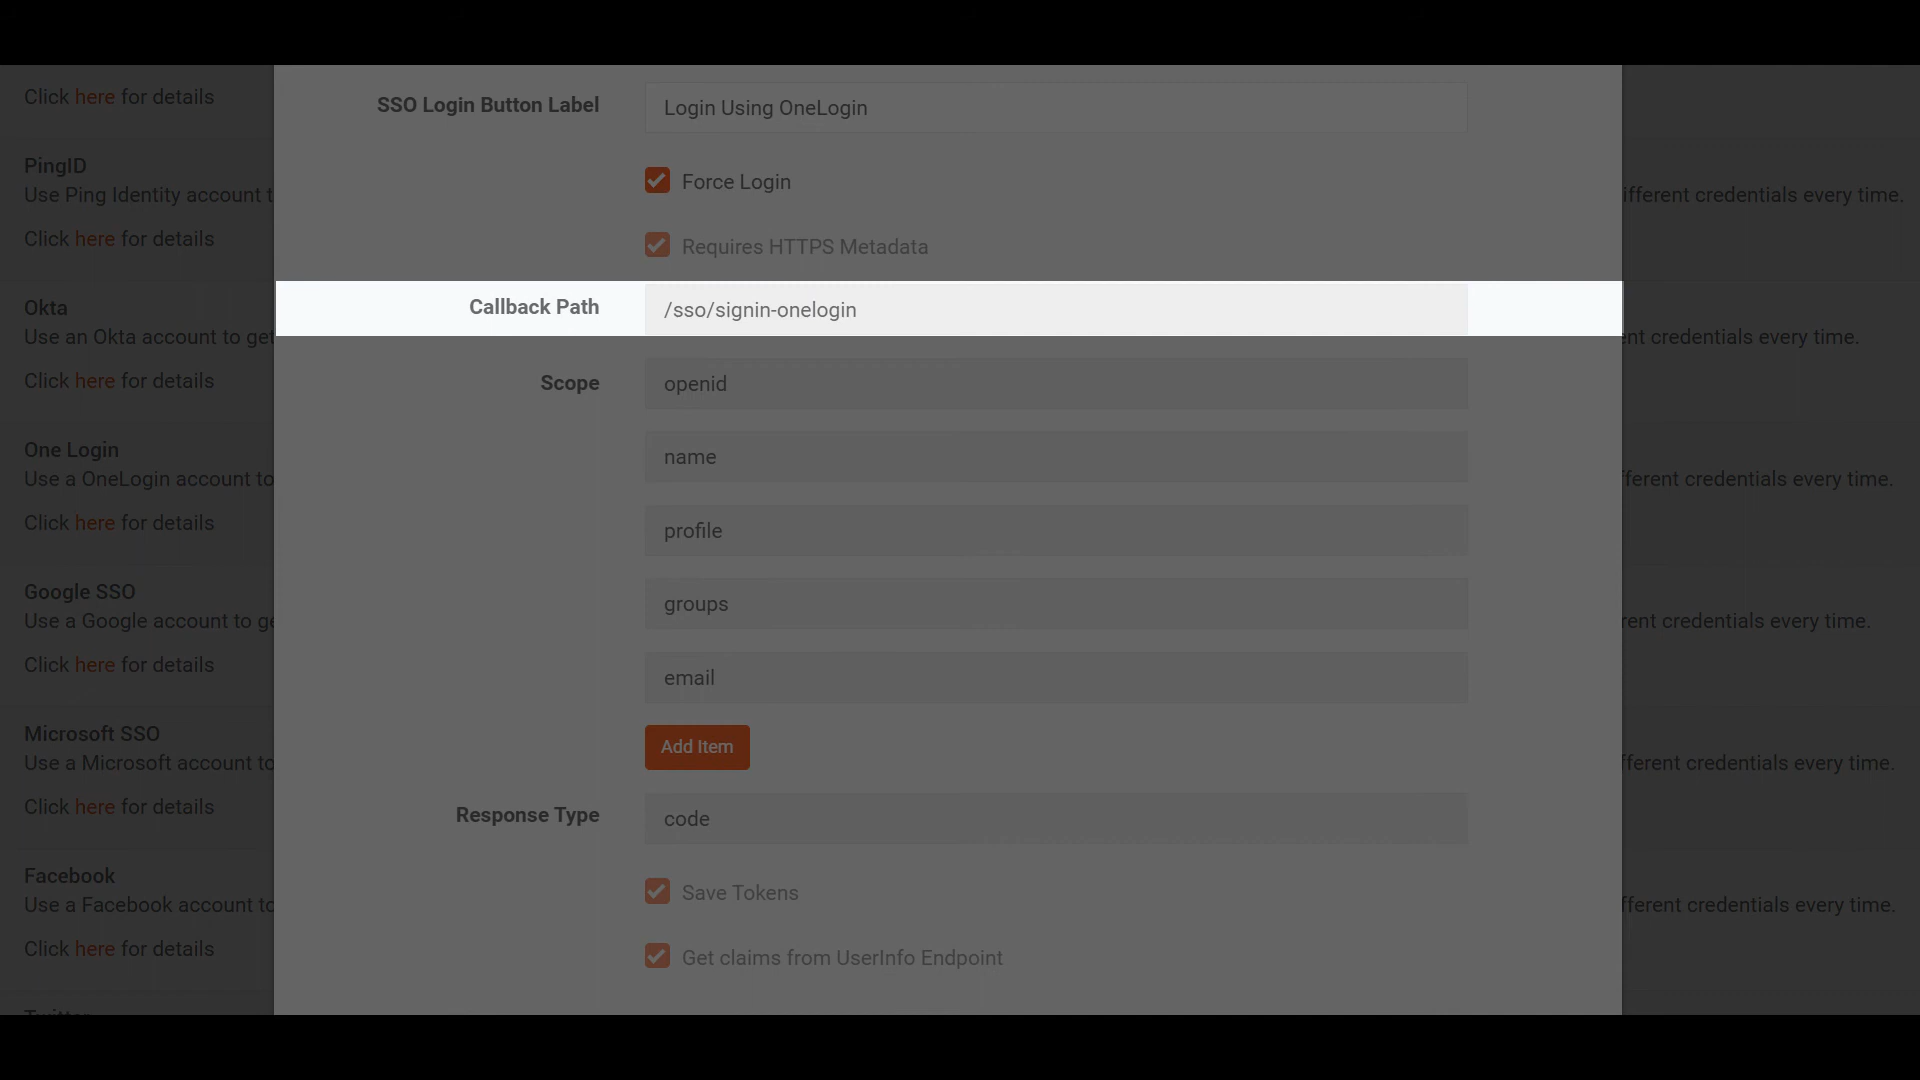 Click here for details
PingID
Use Ping Identity account t
Click here for details
Okta
Use an Okta account to get
Click here for details
One Login
Use a OneLogin account to
Click here for details
Google SSO
Use a Google account to ge
Click here for details
Microsoft SSO
Use a Microsoft account to
Click here for details
Facebook
Use a Facebook account to
Click here for details
SSO Login Button Label
Login Using OneLogin
Force Login
Requires HTTPS Metadata
Callback Path
/sso/signin-onelogin
Scope
openid
name
profile
groups
email
Add Item
Response Type
code
Save Tokens
Get claims from UserInfo Endpoint
ifferent credentials every time.
ent credentials every time.
fferent credentials every time.
rent credentials every time.
fferent credentials every time.
fferent credentials every time.